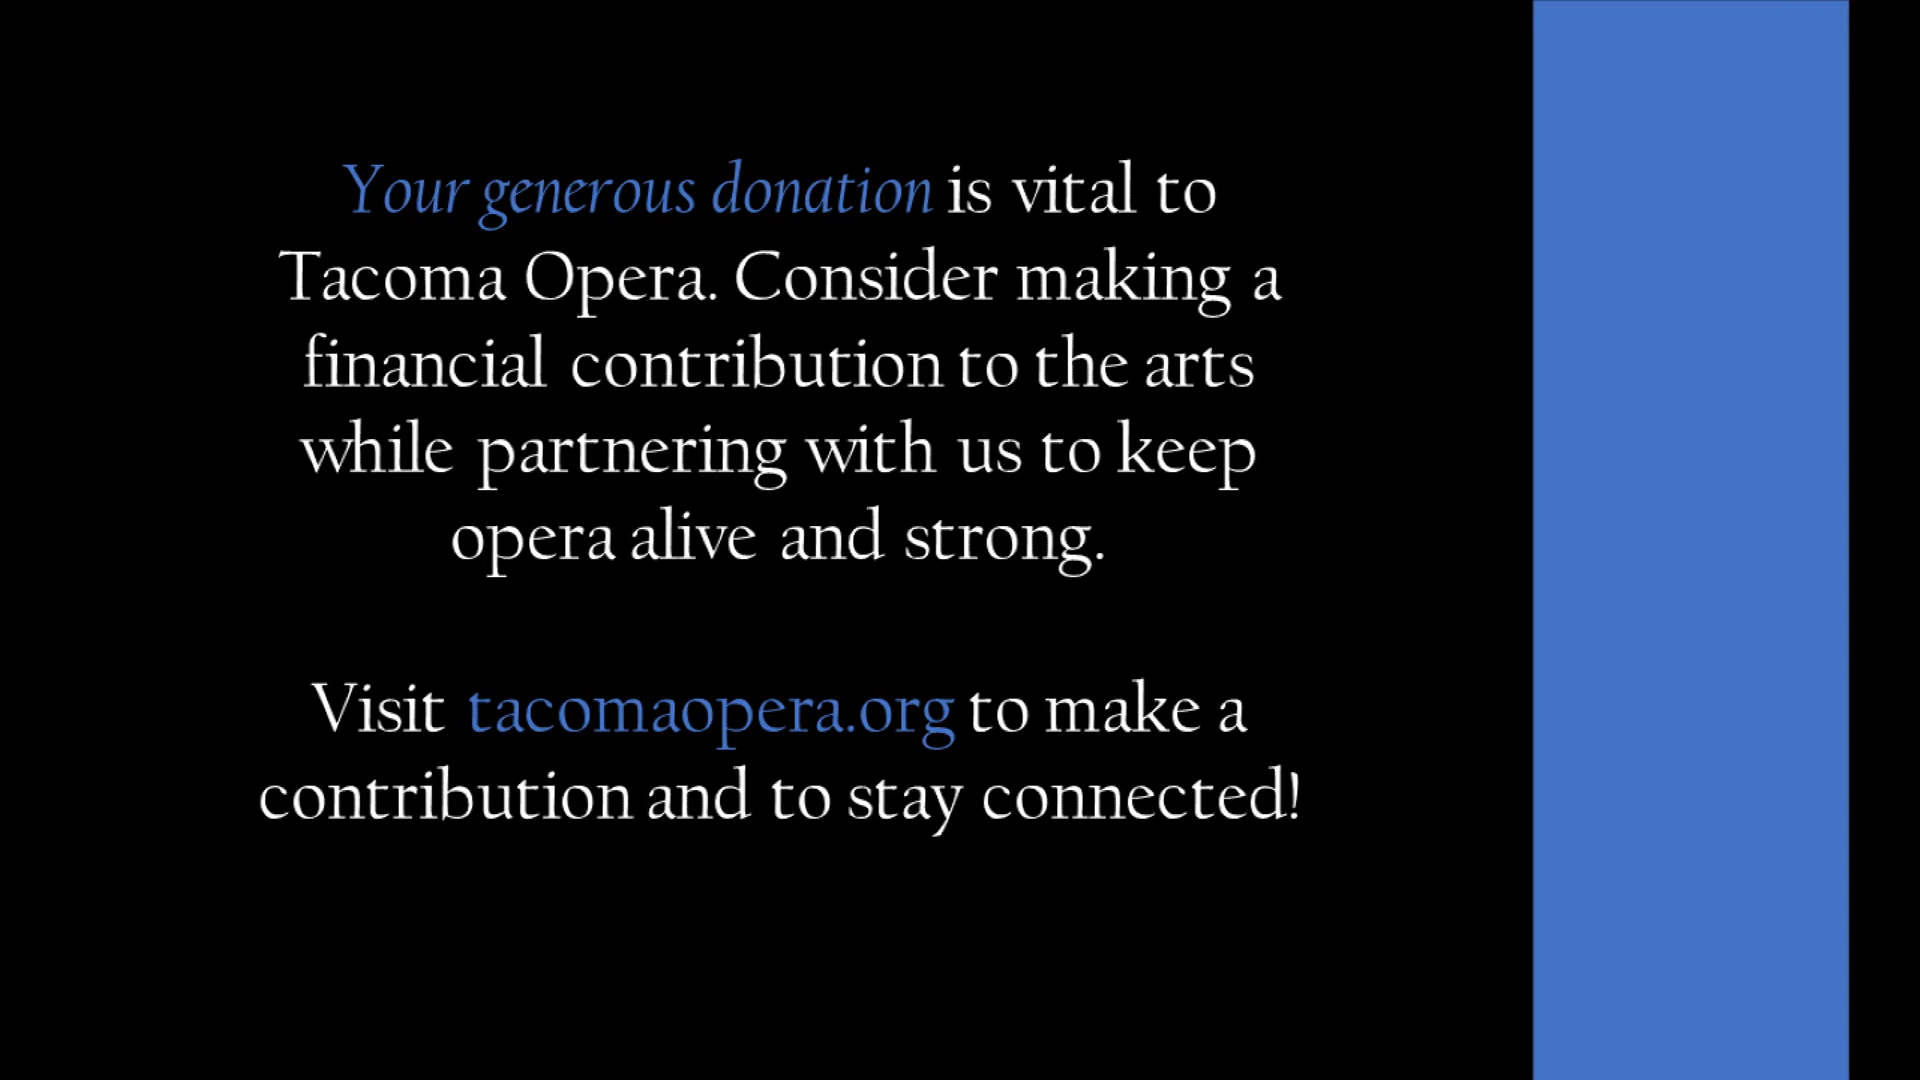 Your generous donation is vital to
Tacoma Opera. Consider making a
financial contribution to the arts
while partnering with us to keep
opera alive and strong.
Visit tacomaopera.org to make a
contribution and to stay connected!